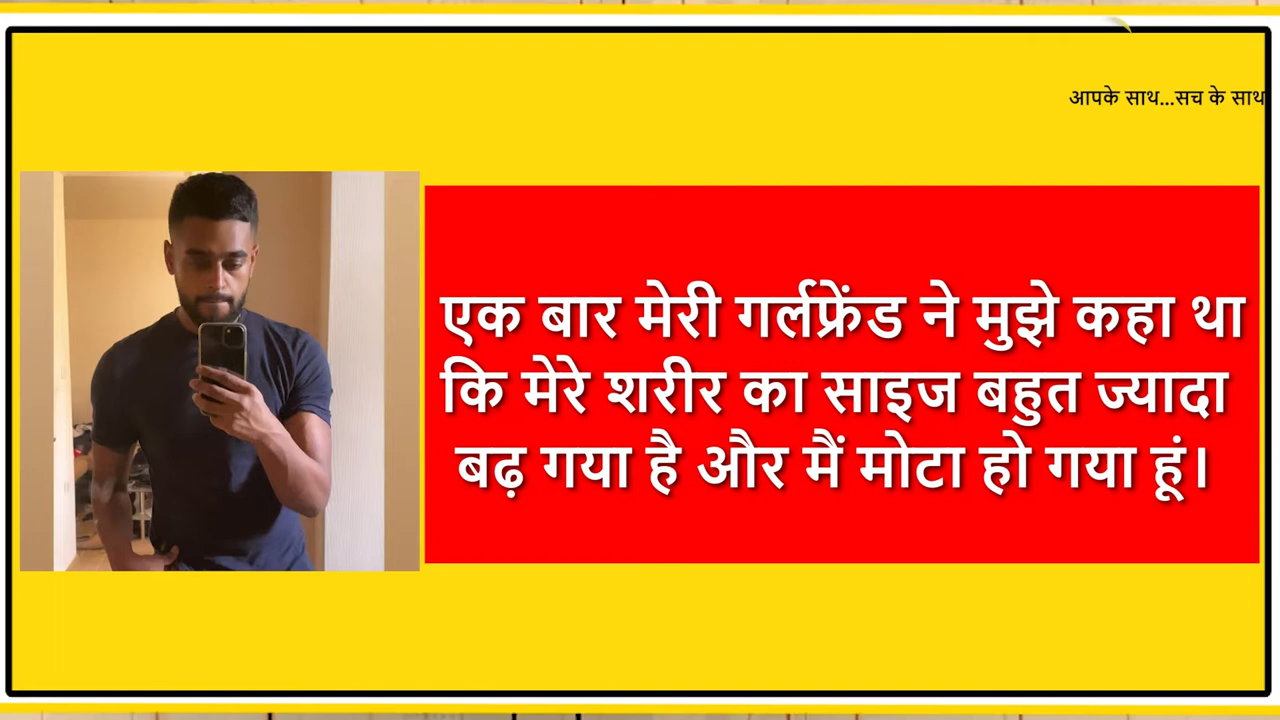 आपके साथ...सच के साथ
एक बार मेरी गर्लफ्रेंड ने मुझे कहा था
कि मेरे शरीर का साइज बहुत ज्यादा
बढ़ गया है और मैं मोटा हो गया हूं।